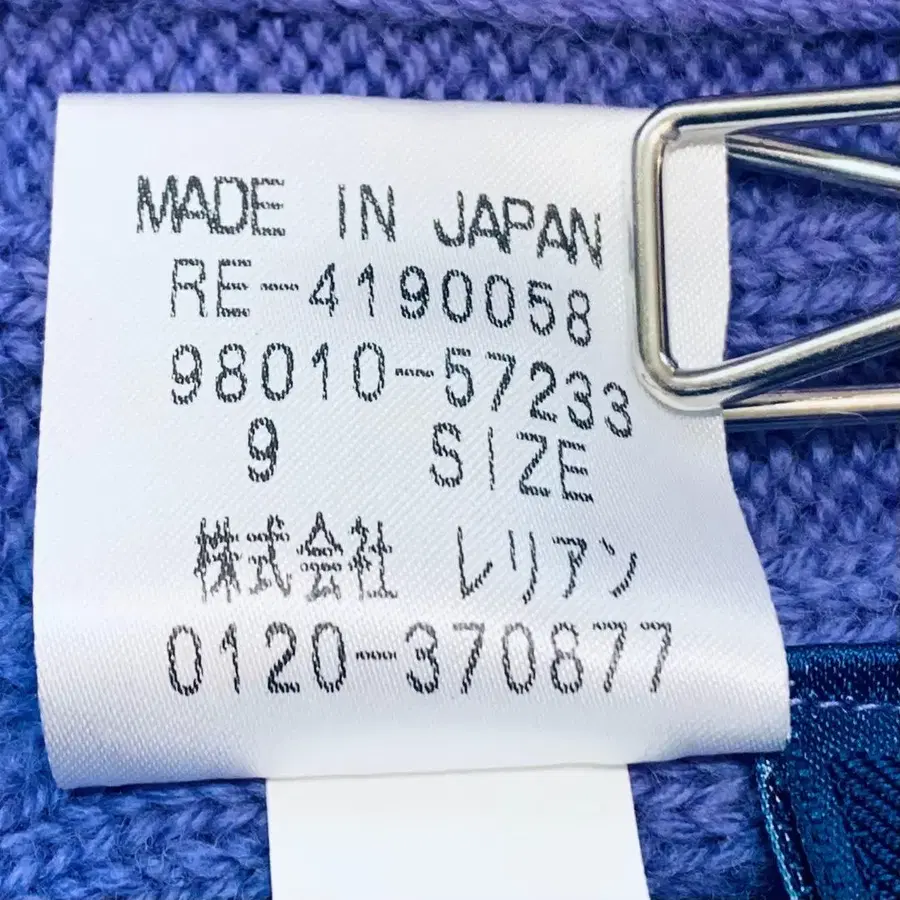 MADE IN JAPAN
RE-4190058
98010-57233
9 SIZE
株式会社 レリアン
0120-370877